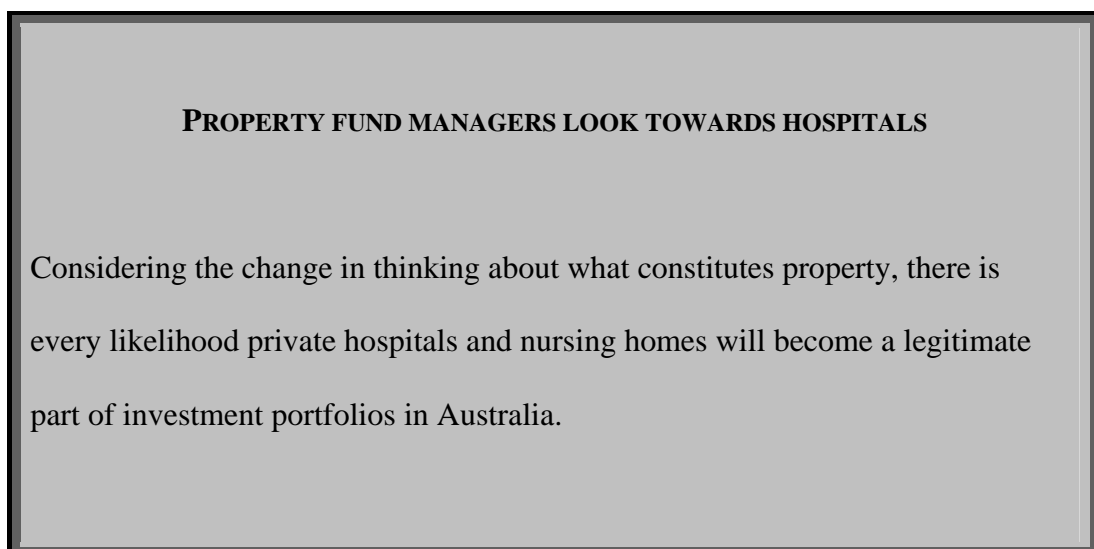 PROPERTY FUND MANAGERS LOOK TOWARDS HOSPITALS
Considering the change in thinking about what constitutes property, there is
every likelihood private hospitals and nursing homes will become a legitimate
part of investment portfolios in Australia.